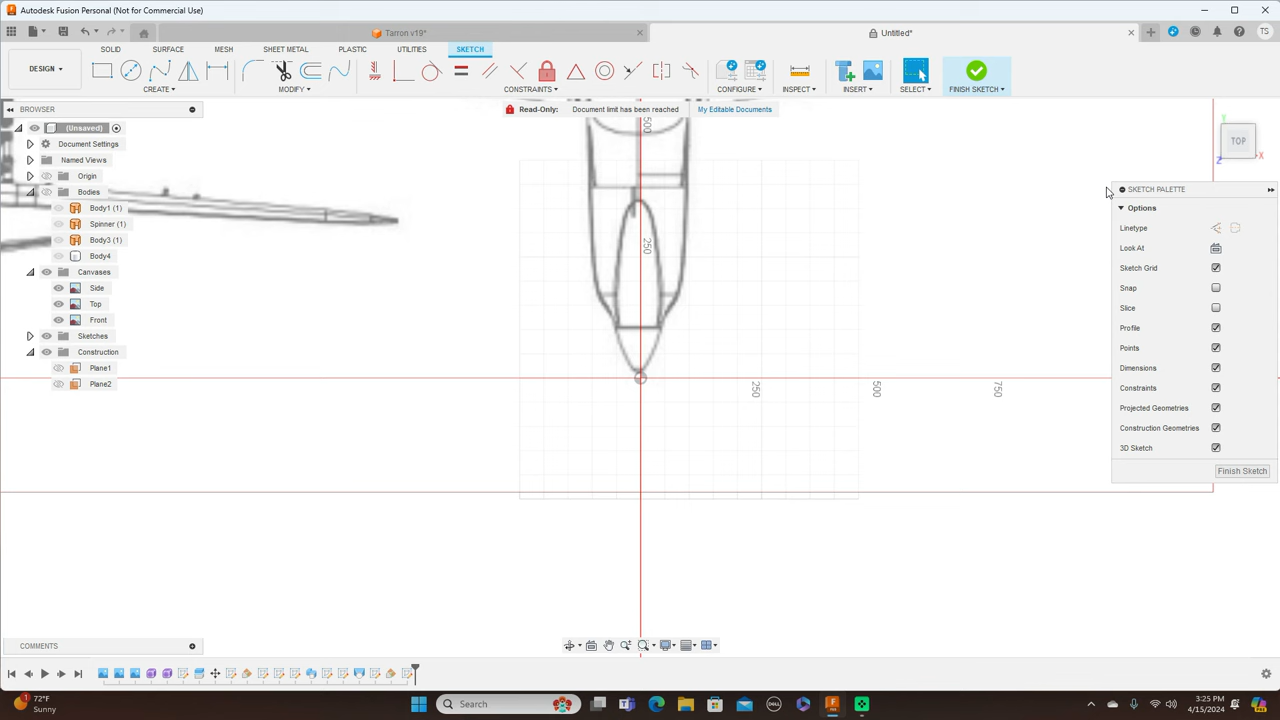 Autodesk Fusion Personal (Not for Commercial Use)
Tarron v19*
Untitled*
TS
DESIGN
SOLID SURFACE MESH SHEET METAL PLASTIC UTILITIES SKETCH
CREATE MODIFY CONSTRAINTS CONFIGURE INSPECT INSERT SELECT FINISH SKETCH
BROWSER
Read-Only: Document limit has been reached My Editable Documents
(Unsaved)
Document Settings
Named Views
Origin
Bodies
Body1 (1)
Spinner (1)
Body3 (1)
Body4
Canvases
Side
Top
Front
Sketches
Construction
Plane1
Plane2
500
250
250
500
750
TOP
Y
X
Z
SKETCH PALETTE
Options
Linetype
Look At
Sketch Grid
Snap
Slice
Profile
Points
Dimensions
Constraints
Projected Geometries
Construction Geometries
3D Sketch
Finish Sketch
COMMENTS
72°F
Sunny
Search
3:25 PM
4/15/2024